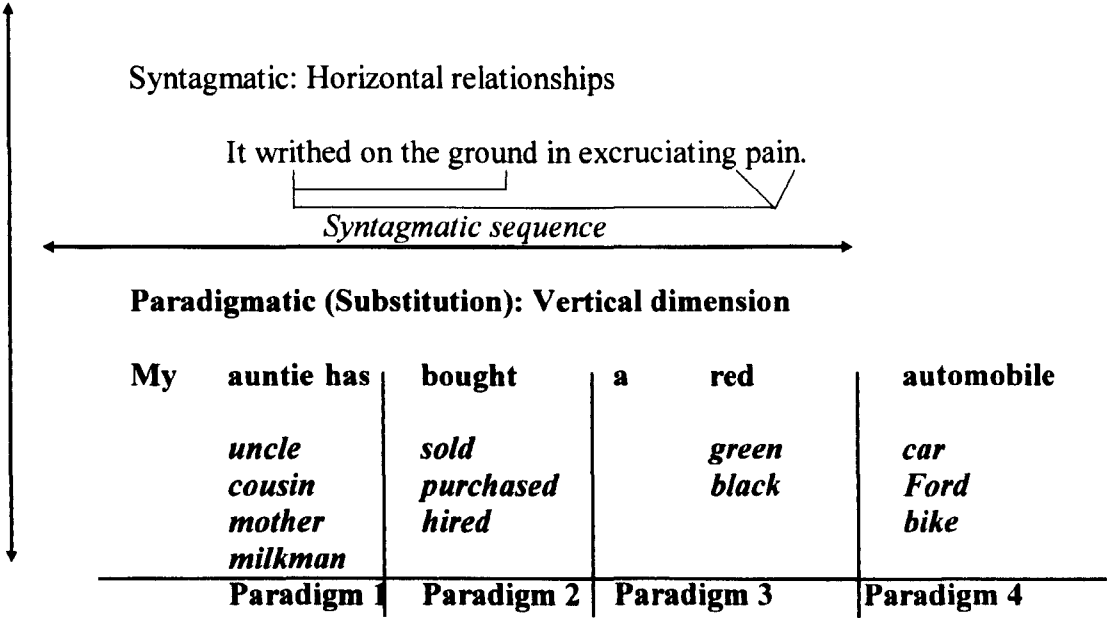 Syntagmatic: Horizontal relationships
It writhed on the ground in excruciating pain.
Syntagmatic sequence
Paradigmatic (Substitution): Vertical dimension
My auntie has bought a red automobile
uncle sold green car
cousin purchased black Ford
mother hired bike
milkman
Paradigm 1 Paradigm 2 Paradigm 3 Paradigm 4